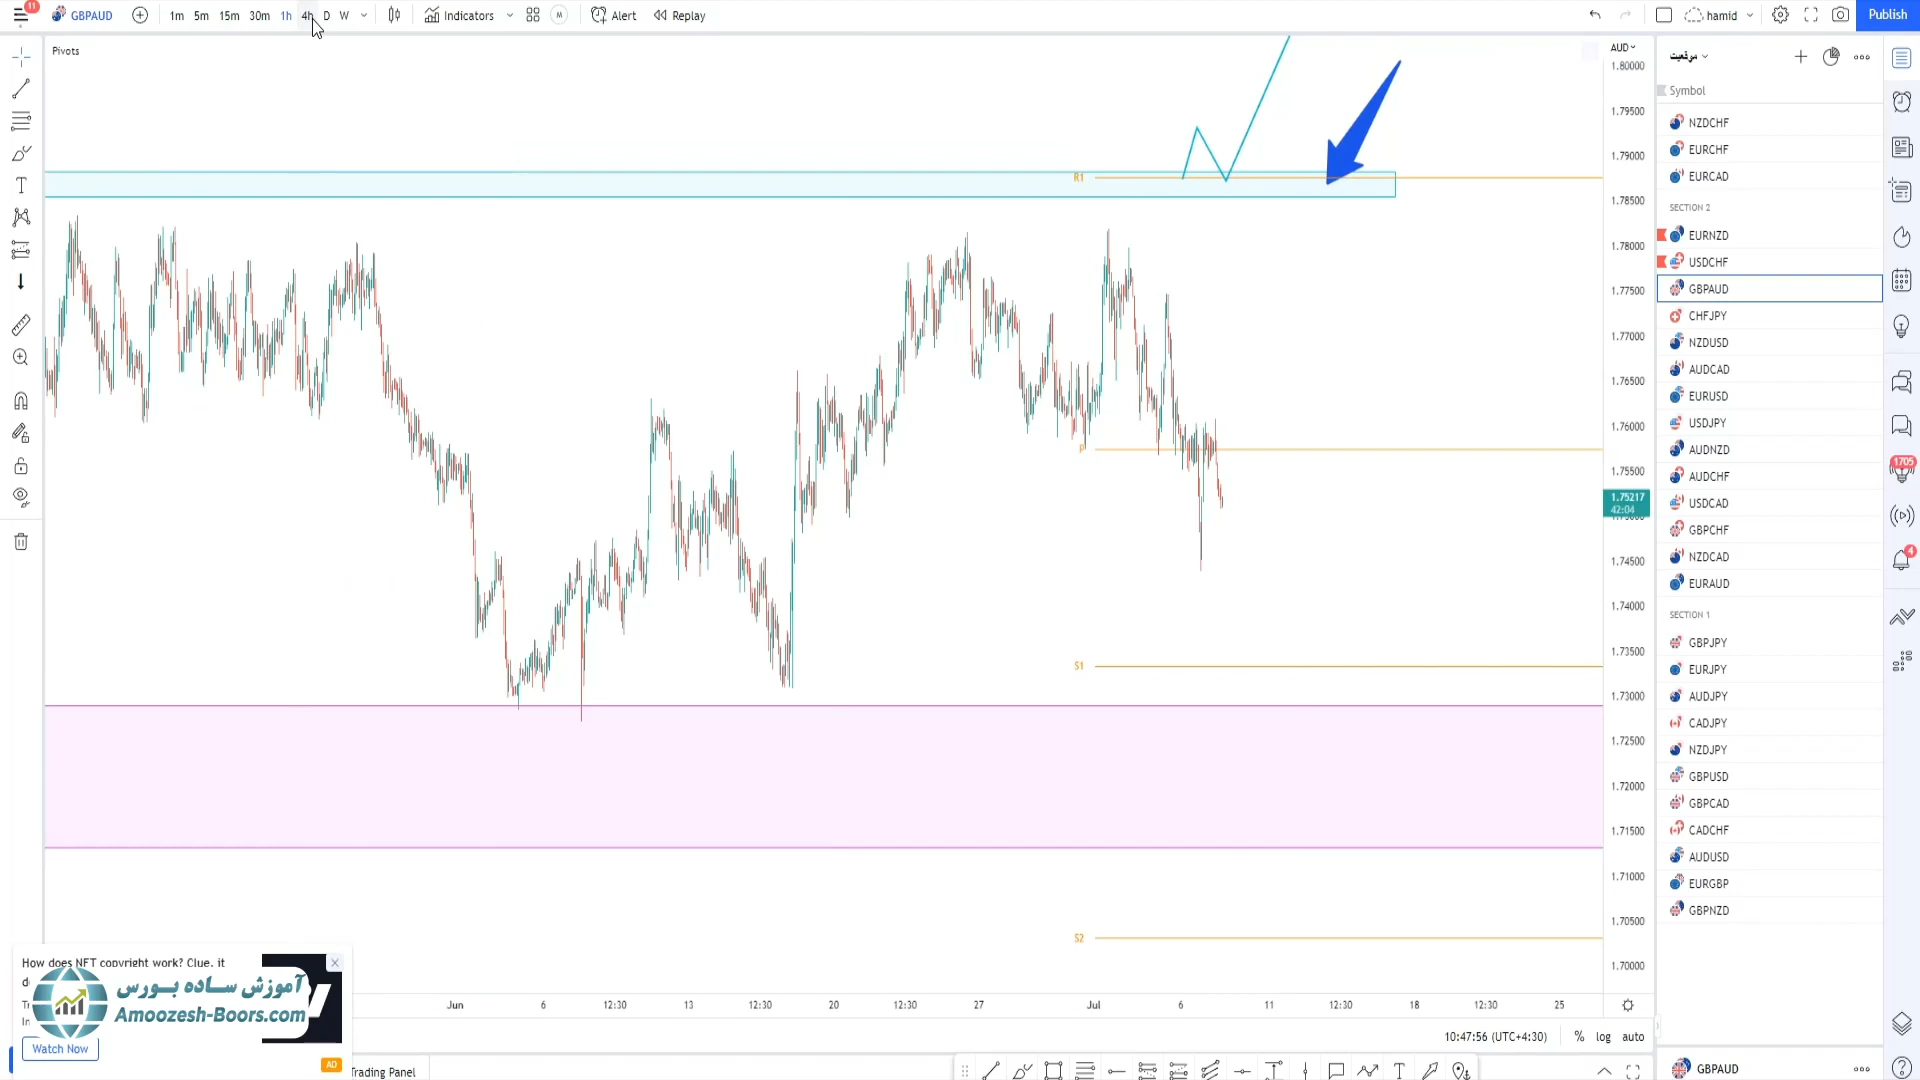 11
GBPAUD
1m 5m 15m 30m 1h 4h D W
Indicators
M
Alert
Replay
hamid
Publish
Pivots
AUD
R1
P
S1
S2
1.80000
1.79500
1.79000
1.78500
1.78000
1.77500
1.77000
1.76500
1.76000
1.75500
1.75217
42:04
1.74500
1.74000
1.73500
1.73000
1.72500
1.72000
1.71500
1.71000
1.70500
1.70000
Jun 6 12:30 13 12:30 20 12:30 27 Jul 6 11 12:30 18 12:30 25
10:47:56 (UTC+4:30) % log auto
موقعیت
Symbol
NZDCHF
EURCHF
EURCAD
SECTION 2
EURNZD
USDCHF
GBPAUD
CHFJPY
NZDUSD
AUDCAD
EURUSD
USDJPY
AUDNZD
AUDCHF
USDCAD
GBPCHF
NZDCAD
EURAUD
SECTION 1
GBPJPY
EURJPY
AUDJPY
CADJPY
NZDJPY
GBPUSD
GBPCAD
CADCHF
AUDUSD
EURGBP
GBPNZD
GBPAUD
1705
4
How does NFT copyright work? Clue, it
آموزش ساده بورس
Amoozesh-Boors.com
Watch Now
AD
Trading Panel